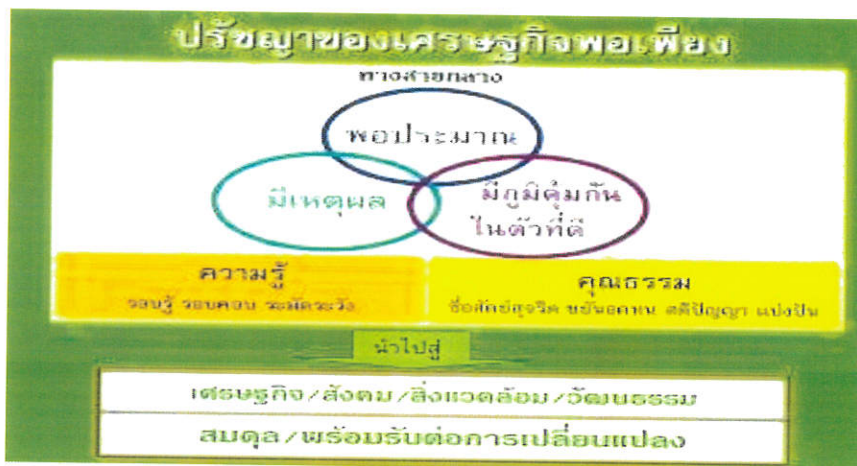 ปรัชญาของเศรษฐกิจพอเพียง
ทางสายกลาง
พอประมาณ
มีเหตุผล
มีภูมิคุ้มกัน
ในตัวที่ดี
ความรู้
รอบรู้ รอบคอบ ระมัดระวัง
คุณธรรม
ซื่อสัตย์สุจริต ขยันอดทน สติปัญญา แบ่งปัน
นำไปสู่
เศรษฐกิจ/สังคม/สิ่งแวดล้อม/วัฒนธรรม
สมดุล/พร้อมรับต่อการเปลี่ยนแปลง